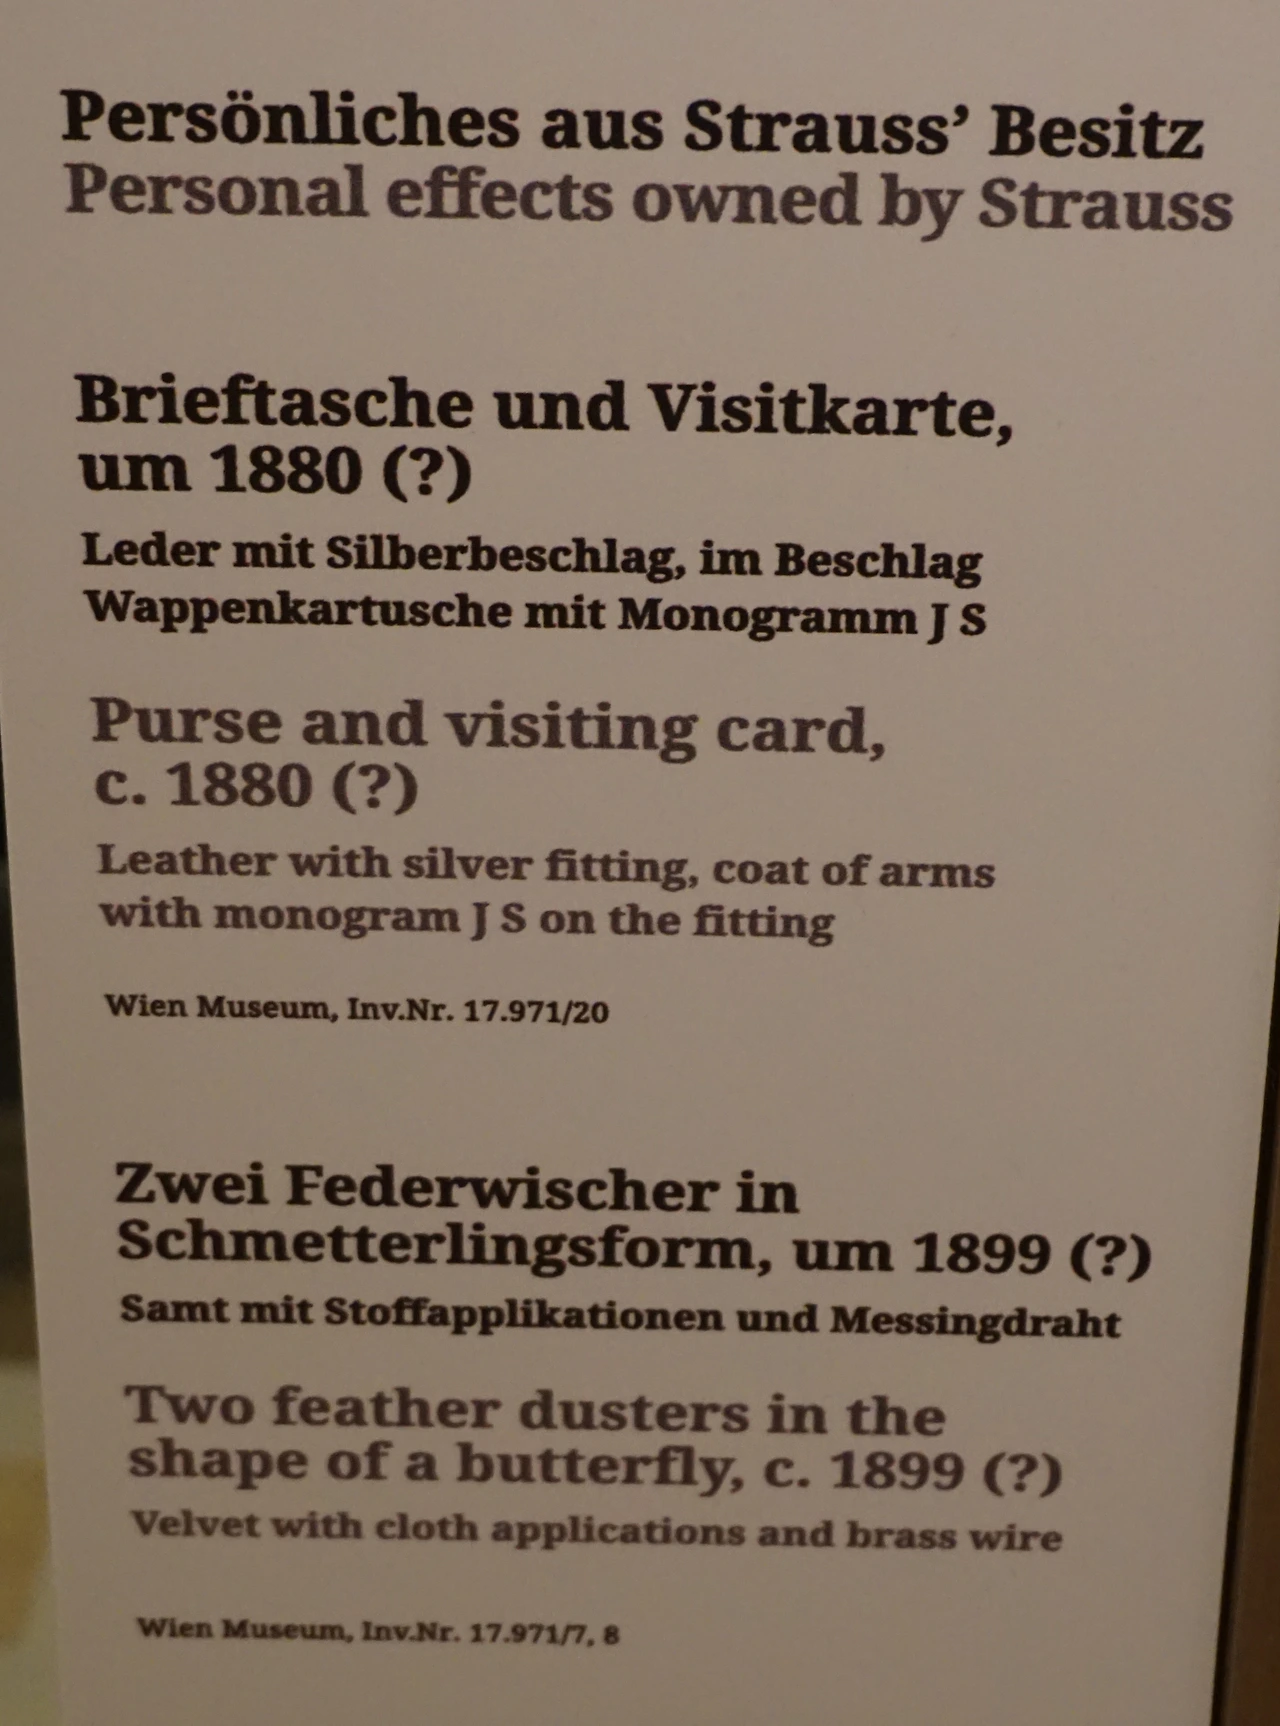 Persönliches aus Strauss’ Besitz
Personal effects owned by Strauss
Brieftasche und Visitkarte,
um 1880 (?)
Leder mit Silberbeschlag, im Beschlag
Wappenkartusche mit Monogramm J S
Purse and visiting card,
c. 1880 (?)
Leather with silver fitting, coat of arms
with monogram J S on the fitting
Wien Museum, Inv.Nr. 17.971/20
Zwei Federwischer in
Schmetterlingsform, um 1899 (?)
Samt mit Stoffapplikationen und Messingdraht
Two feather dusters in the
shape of a butterfly, c. 1899 (?)
Velvet with cloth applications and brass wire
Wien Museum, Inv.Nr. 17.971/7, 8